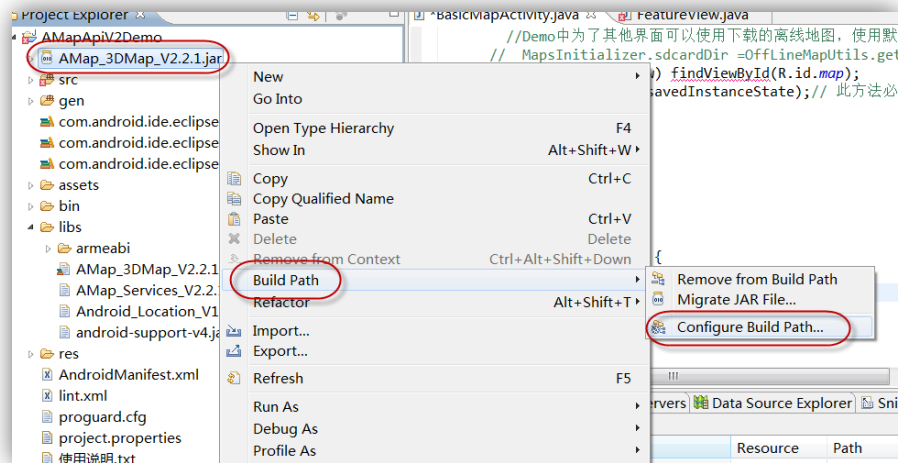 Project Explorer
*BasicMapActivity.java
FeatureView.java
AMapApiV2Demo
AMap_3DMap_V2.2.1.jar
src
gen
com.android.ide.eclipse
com.android.ide.eclipse
com.android.ide.eclipse
assets
bin
libs
armeabi
AMap_3DMap_V2.2.1
AMap_Services_V2.2.
Android_Location_V1
android-support-v4.ja
res
AndroidManifest.xml
lint.xml
proguard.cfg
project.properties
使用说明.txt
//Demo中为了其他界面可以使用下载的离线地图，使用默
// MapsInitializer.sdcardDir =OffLineMapUtils.get
) findViewById(R.id.map);
savedInstanceState);// 此方法必
{
New
Go Into
Open Type Hierarchy F4
Show In Alt+Shift+W
Copy Ctrl+C
Copy Qualified Name
Paste Ctrl+V
Delete Delete
Remove from Context Ctrl+Alt+Shift+Down
Build Path
Refactor Alt+Shift+T
Import...
Export...
Refresh F5
Run As
Debug As
Profile As
Remove from Build Path
Migrate JAR File...
Configure Build Path...
rvers Data Source Explorer Sni
Resource Path